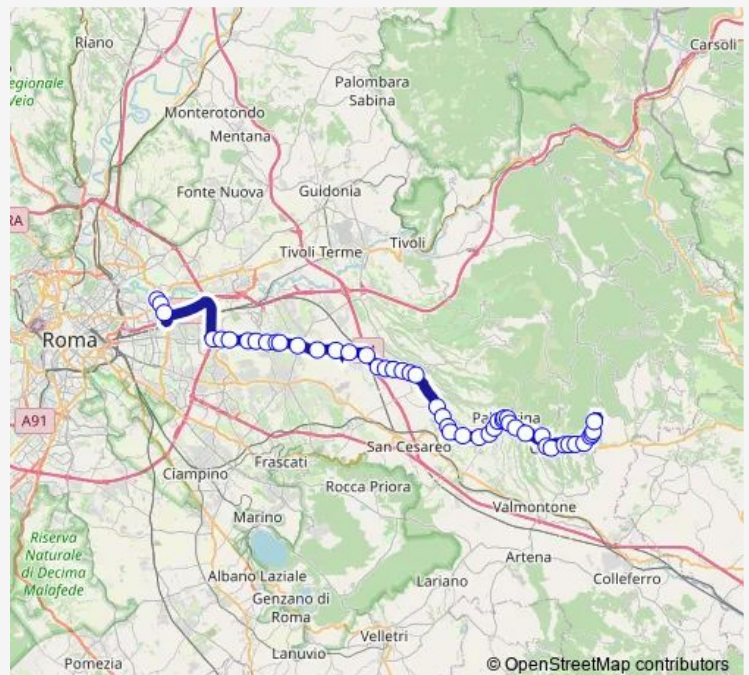 Riano
Carsoli
egionale
Veio
Palombara
Sabina
Monterotondo
Mentana
Fonte Nuova
Guidonia
RA
Tivoli Terme
Tivoli
Roma
A91
San Cesareo
Frascati
Ciampino
Rocca Priora
Valmontone
Marino
Riserva
Naturale
di Decima
Malafede
Artena
Albano Laziale
Lariano
Colleferro
Genzano di
Roma
Velletri
Lanuvio
Pomezia
© OpenStreetMap contributors